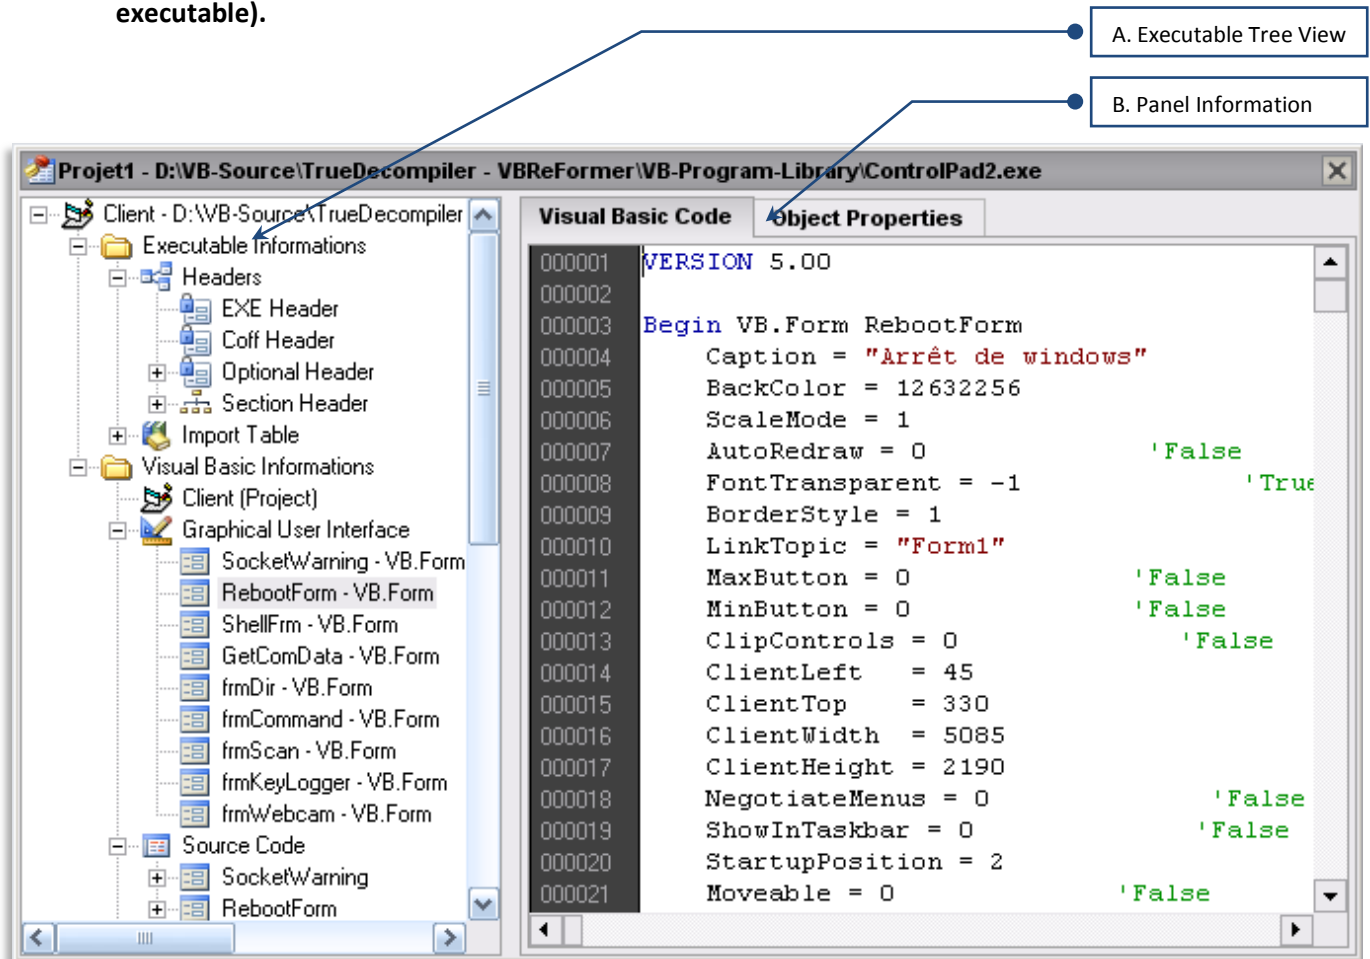 executable).
A. Executable Tree View
B. Panel Information
Projet1 - D:\VB-Source\TrueDecompiler - VBReFormer\VB-Program-Library\ControlPad2.exe
Client - D:\VB-Source\TrueDecompiler
Executable Informations
Headers
EXE Header
Coff Header
Optional Header
Section Header
Import Table
Visual Basic Informations
Client (Project)
Graphical User Interface
SocketWarning - VB.Form
RebootForm - VB.Form
ShellFrm - VB.Form
GetComData - VB.Form
frmDir - VB.Form
frmCommand - VB.Form
frmScan - VB.Form
frmKeyLogger - VB.Form
frmWebcam - VB.Form
Source Code
SocketWarning
RebootForm
Visual Basic Code
Object Properties
000001 VERSION 5.00
000002
000003 Begin VB.Form RebootForm
000004 Caption = "Arrêt de windows"
000005 BackColor = 12632256
000006 ScaleMode = 1
000007 AutoRedraw = 0 'False
000008 FontTransparent = -1 'True
000009 BorderStyle = 1
000010 LinkTopic = "Form1"
000011 MaxButton = 0 'False
000012 MinButton = 0 'False
000013 ClipControls = 0 'False
000014 ClientLeft = 45
000015 ClientTop = 330
000016 ClientWidth = 5085
000017 ClientHeight = 2190
000018 NegotiateMenus = 0 'False
000019 ShowInTaskbar = 0 'False
000020 StartupPosition = 2
000021 Moveable = 0 'False